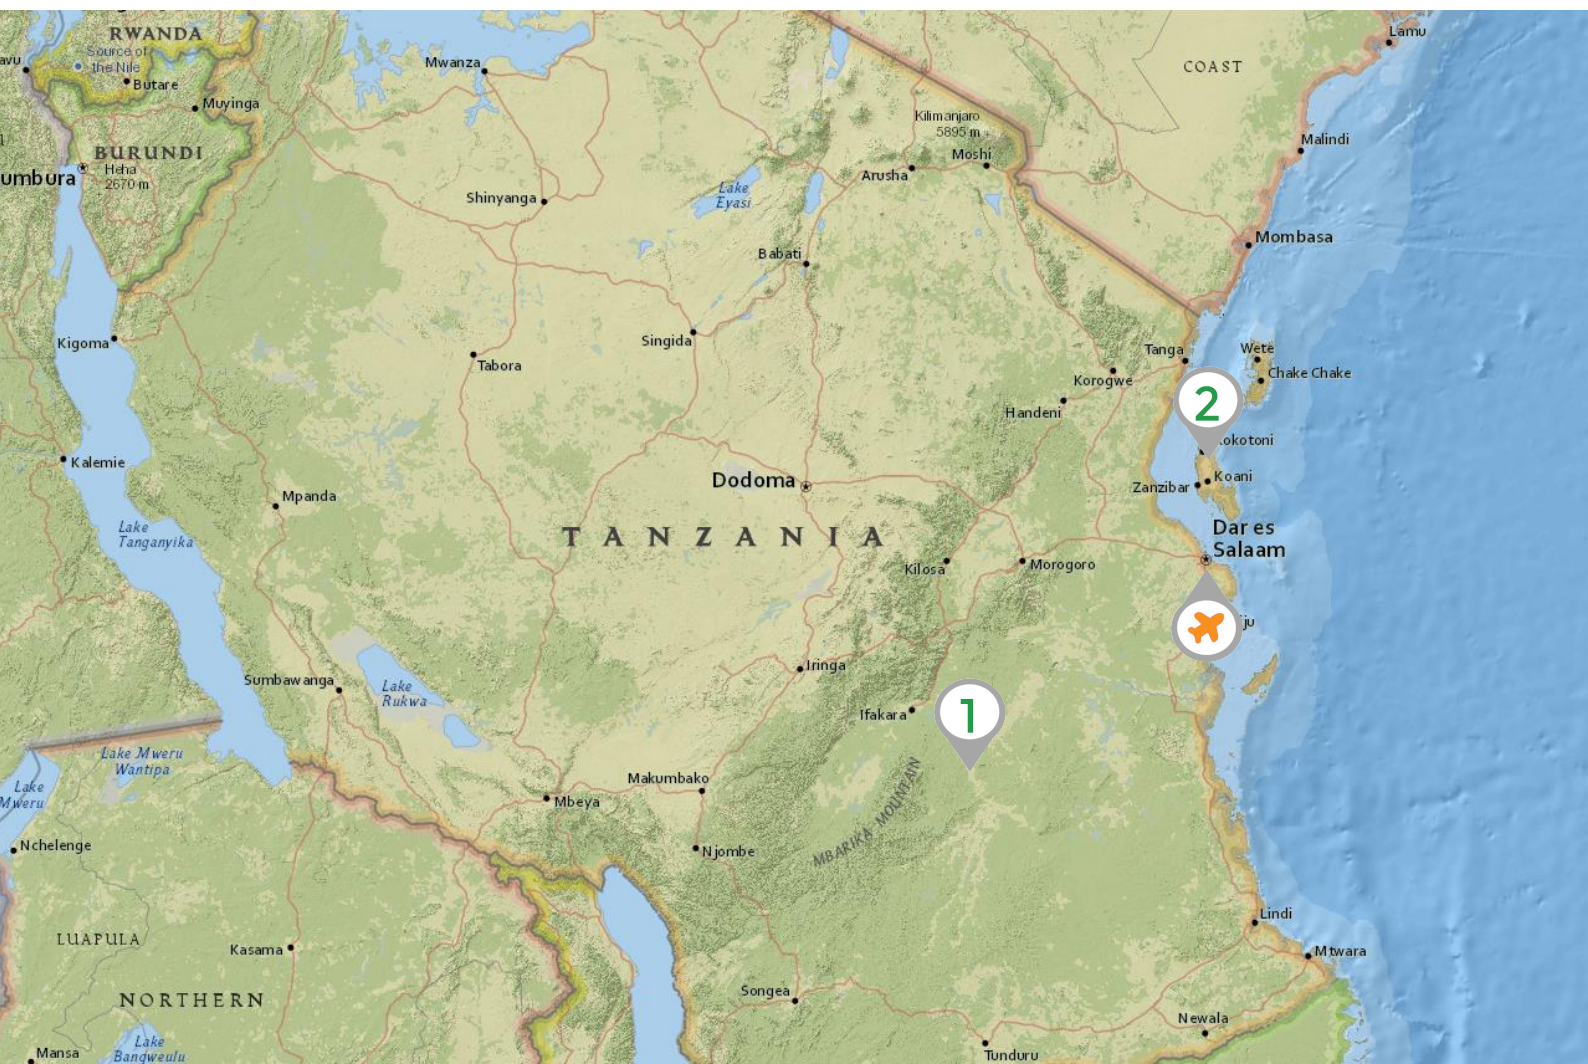 RWANDA
Source of
the Nile
avu
Butare
Muyinga
BURUNDI
Heha
2670 m
umbura
Mwanza
Shinyanga
Lake
Eyasi
Kilimanjaro
5895 m
Moshi
Arusha
Babati
COAST
Lamu
Malindi
Mombasa
Kigoma
Tabora
Singida
Tanga
Wete
Chake Chake
Korogwe
Handeni
2
okotoni
Koani
Zanzibar
Kalemie
Mpanda
Lake
Tanganyika
Dodoma
TANZANIA
Dar es
Salaam
Kilosa
Morogoro
ju
Iringa
Sumbawanga
Lake
Rukwa
Ifakara
1
Lake Mweru
Wantipa
Lake
Mweru
Makumbako
Mbeya
MBARIKA MOUNTAIN
Nchelenge
Njombe
LUAPULA
Kasama
NORTHERN
Lindi
Mtwara
Songea
Newala
Tunduru
Lake
Bangweulu
Mansa